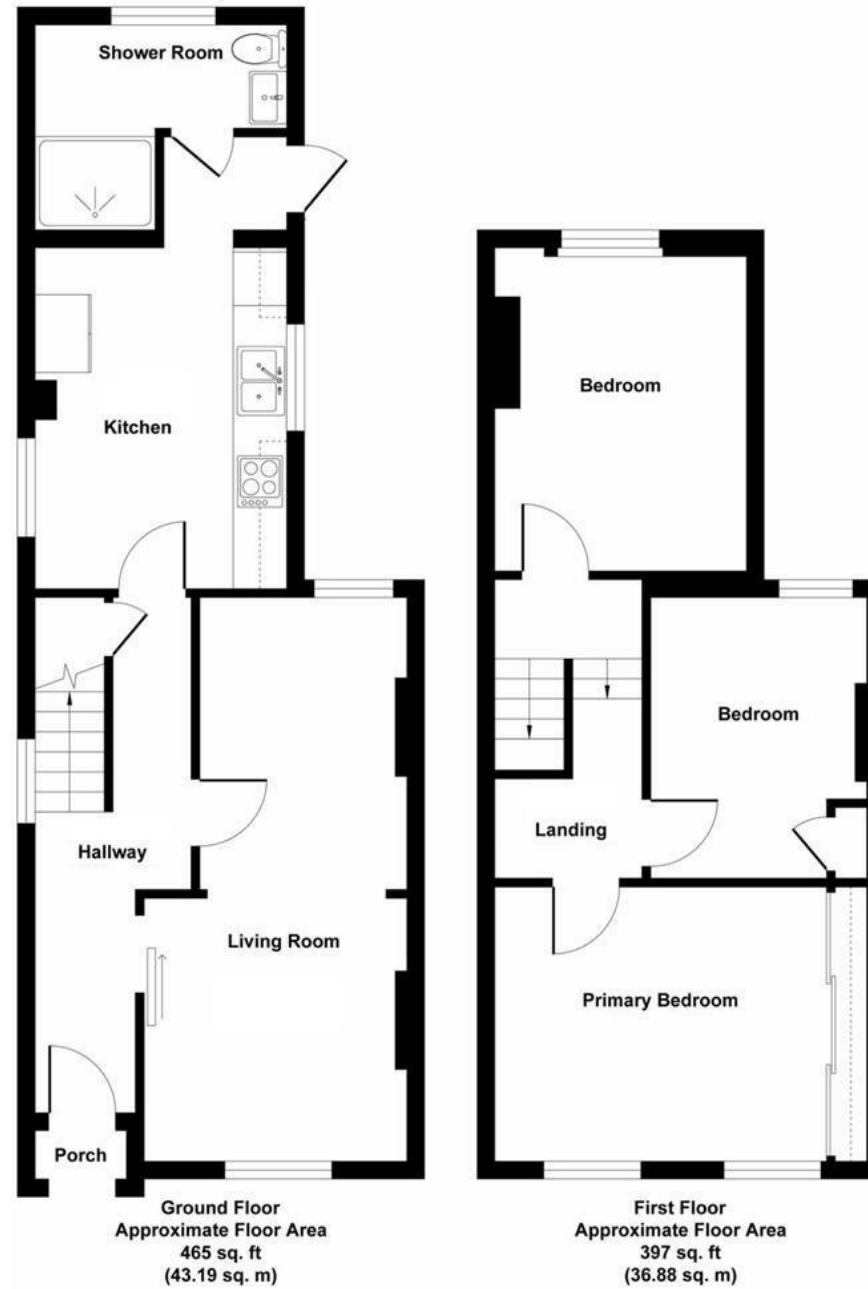 Shower Room
Kitchen
Hallway
Living Room
Porch
Ground Floor
Approximate Floor Area
465 sq. ft
(43.19 sq. m)
Bedroom
Bedroom
Landing
Primary Bedroom
First Floor
Approximate Floor Area
397 sq. ft
(36.88 sq. m)